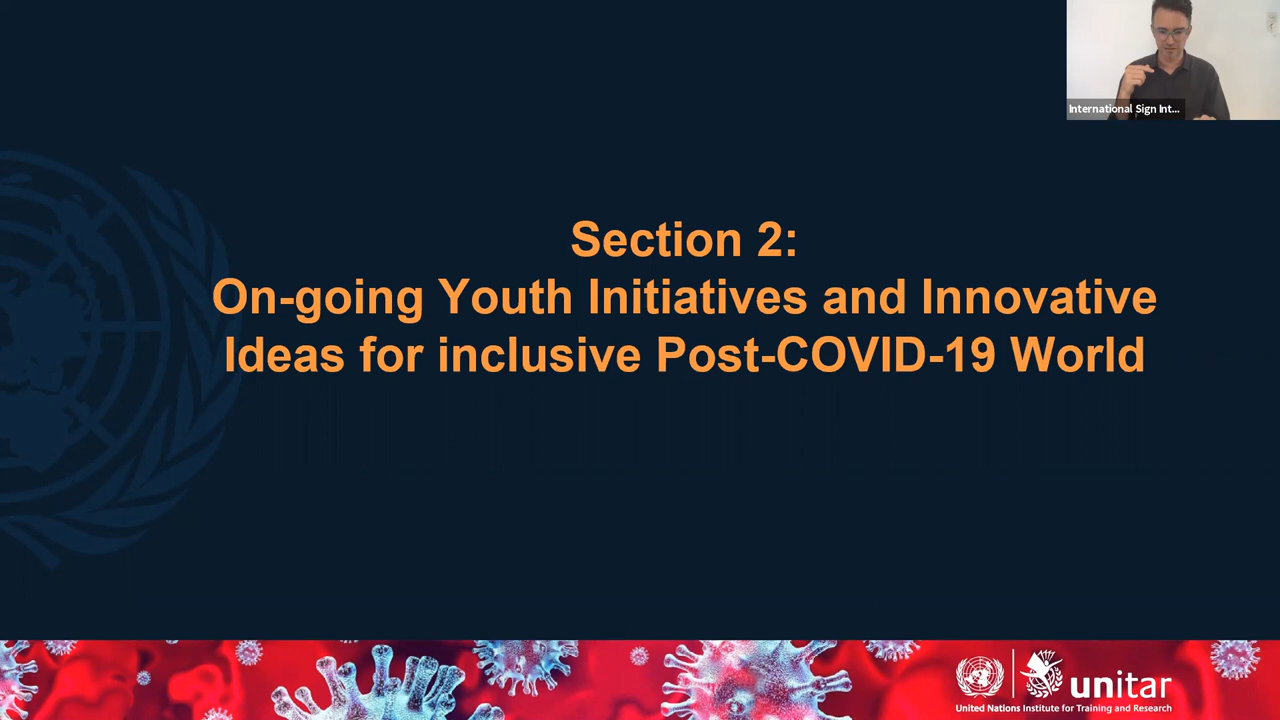 International Sign Int...
Section 2:
On-going Youth Initiatives and Innovative
Ideas for inclusive Post-COVID-19 World
unitar
United Nations Institute for Training and Research